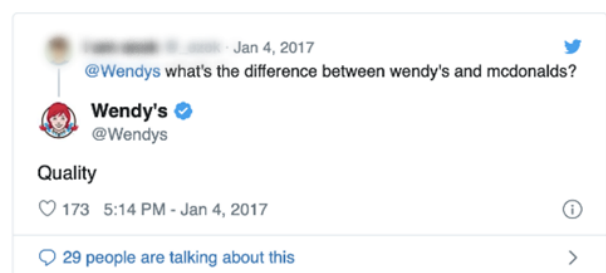 · Jan 4, 2017
@Wendys what's the difference between wendy's and mcdonalds?
Wendy's
@Wendys
Quality
173 5:14 PM - Jan 4, 2017
29 people are talking about this